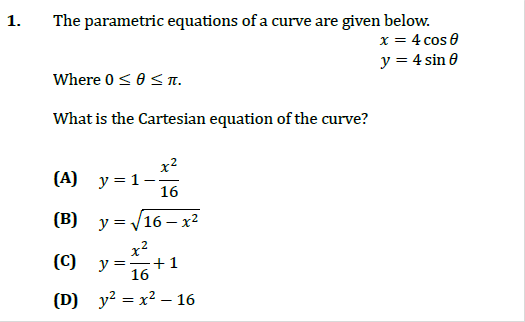 1. The parametric equations of a curve are given below.
x = 4 cos θ
y = 4 sin θ
Where 0 ≤ θ ≤ π.
What is the Cartesian equation of the curve?
(A) y = 1 − x²/16
(B) y = √(16 − x²)
(C) y = x²/16 + 1
(D) y² = x² − 16